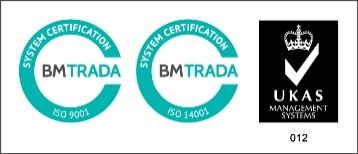 SYSTEM CERTIFICATION
BMTRADA
ISO 9001
SYSTEM CERTIFICATION
BMTRADA
ISO 14001
UKAS
MANAGEMENT
SYSTEMS
012